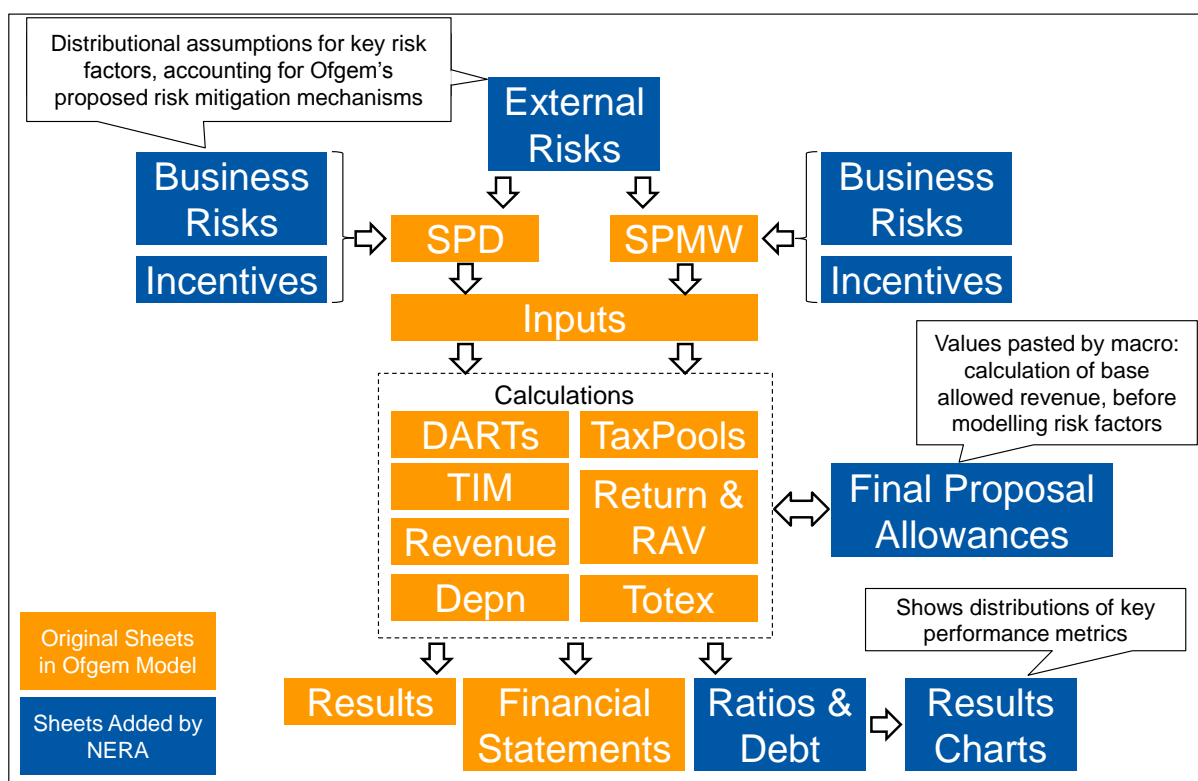 Distributional assumptions for key risk
factors, accounting for Ofgem's
proposed risk mitigation mechanisms
External
Risks
Business
Risks
Incentives
SPD
SPMW
Business
Risks
Incentives
Inputs
Values pasted by macro:
calculation of base
allowed revenue, before
modelling risk factors
Calculations
DARTs
TaxPools
TIM
Return &
RAV
Revenue
Depn
Totex
Final Proposal
Allowances
Shows distributions of key
performance metrics
Original Sheets
in Ofgem Model
Sheets Added by
NERA
Results
Financial
Statements
Ratios &
Debt
Results
Charts